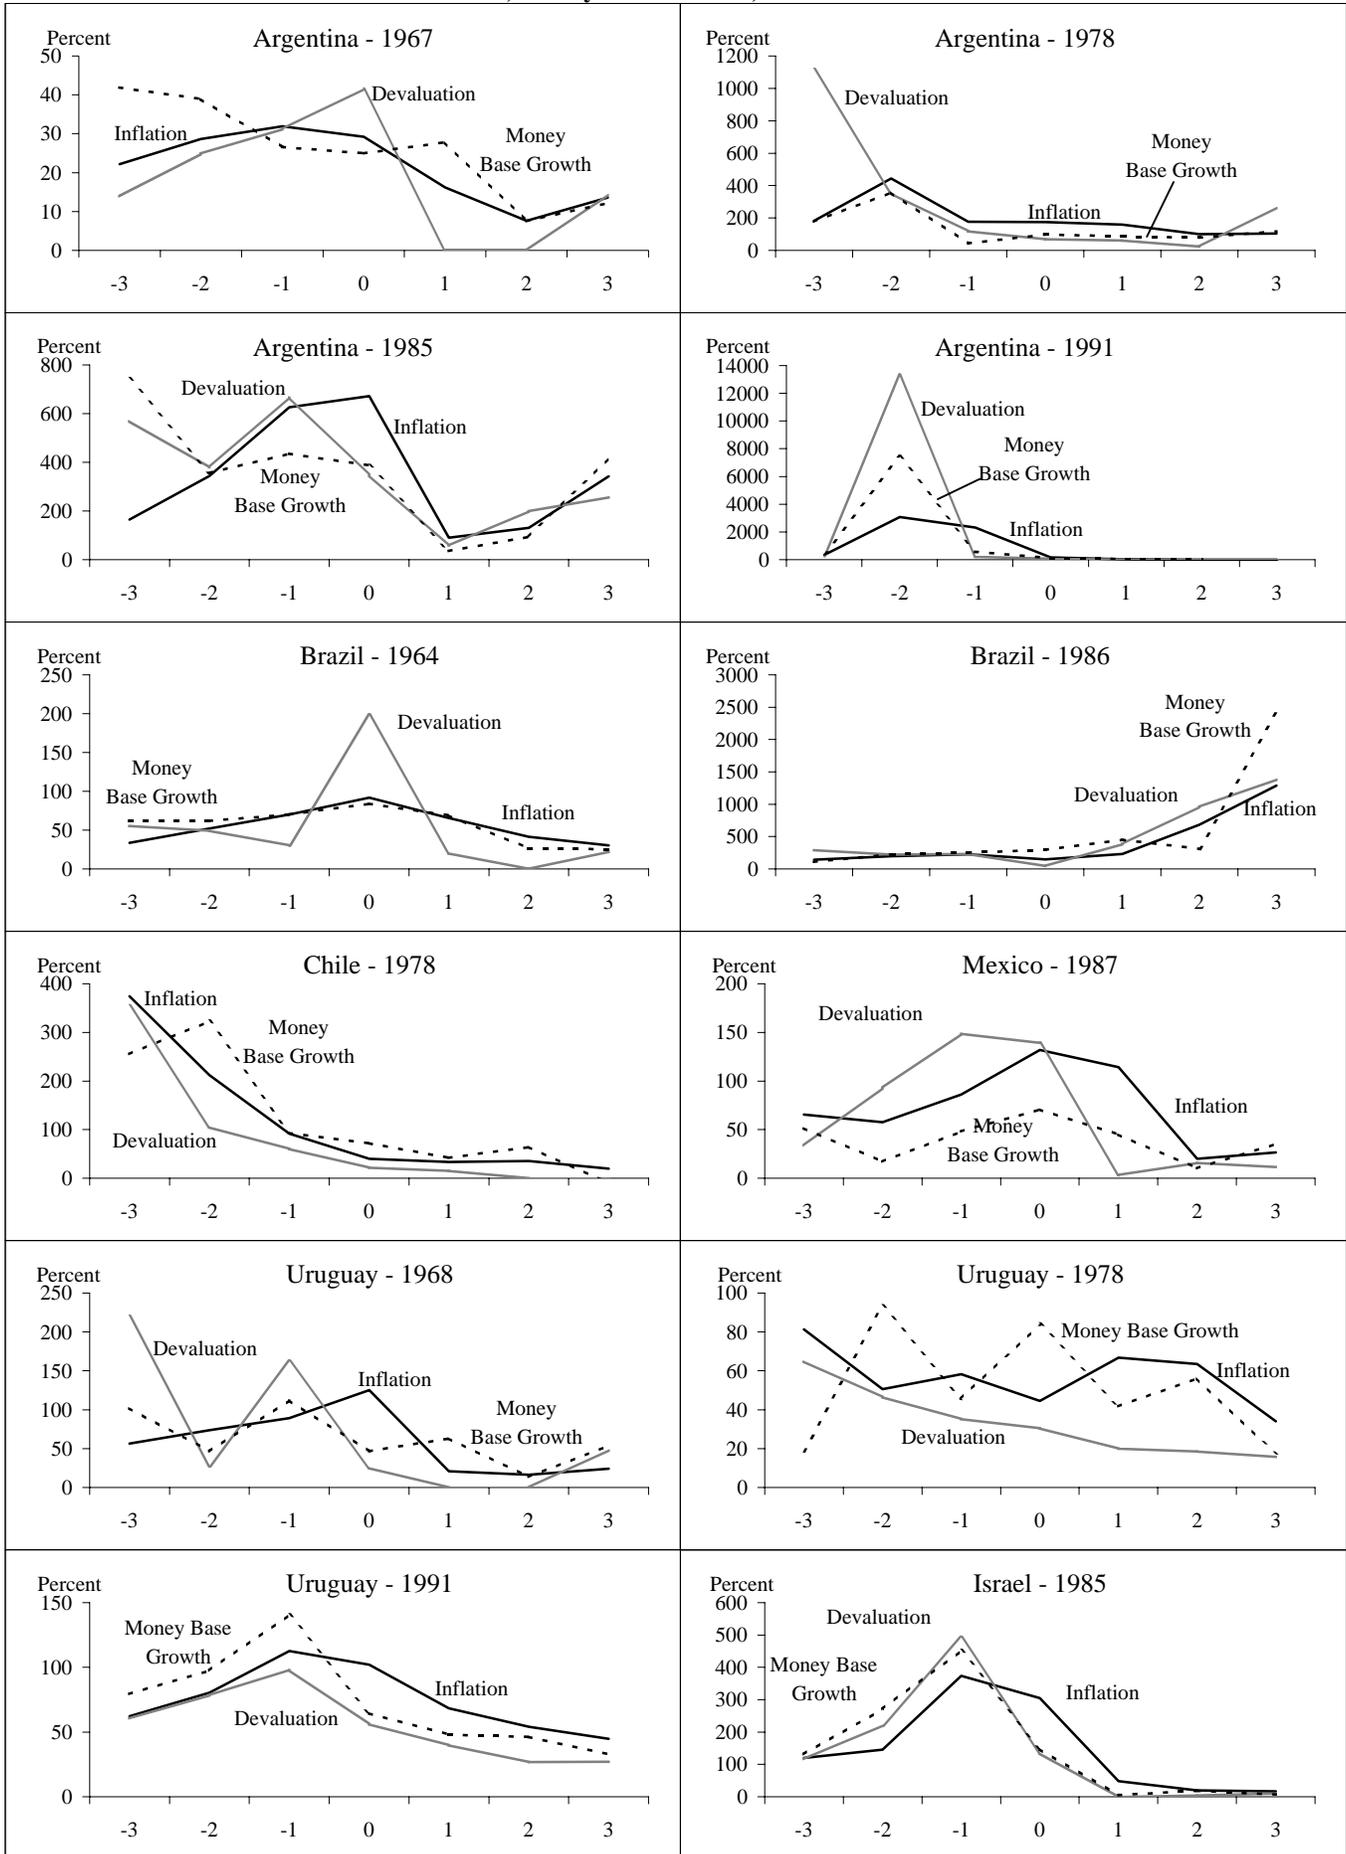 Percent
Argentina - 1967
50
40
30
20
10
0
Devaluation
Inflation
Money
Base Growth
-3 -2 -1 0 1 2 3
Percent
Argentina - 1978
1200
1000
800
600
400
200
0
Devaluation
Money
Base Growth
Inflation
-3 -2 -1 0 1 2 3
Percent
Argentina - 1985
800
600
400
200
0
Devaluation
Inflation
Money
Base Growth
-3 -2 -1 0 1 2 3
Percent
Argentina - 1991
14000
12000
10000
8000
6000
4000
2000
0
Devaluation
Money
Base Growth
Inflation
-3 -2 -1 0 1 2 3
Percent
Brazil - 1964
250
200
150
100
50
0
Devaluation
Money
Base Growth
Inflation
-3 -2 -1 0 1 2 3
Percent
Brazil - 1986
3000
2500
2000
1500
1000
500
0
Money
Base Growth
Devaluation
Inflation
-3 -2 -1 0 1 2 3
Percent
Chile - 1978
400
300
200
100
0
Inflation
Money
Base Growth
Devaluation
-3 -2 -1 0 1 2 3
Percent
Mexico - 1987
200
150
100
50
0
Devaluation
Inflation
Money
Base Growth
-3 -2 -1 0 1 2 3
Percent
Uruguay - 1968
250
200
150
100
50
0
Devaluation
Inflation
Money
Base Growth
-3 -2 -1 0 1 2 3
Percent
Uruguay - 1978
100
80
60
40
20
0
Money Base Growth
Inflation
Devaluation
-3 -2 -1 0 1 2 3
Percent
Uruguay - 1991
150
100
50
0
Money Base
Growth
Inflation
Devaluation
-3 -2 -1 0 1 2 3
Percent
Israel - 1985
600
500
400
300
200
100
0
Devaluation
Money Base
Growth
Inflation
-3 -2 -1 0 1 2 3